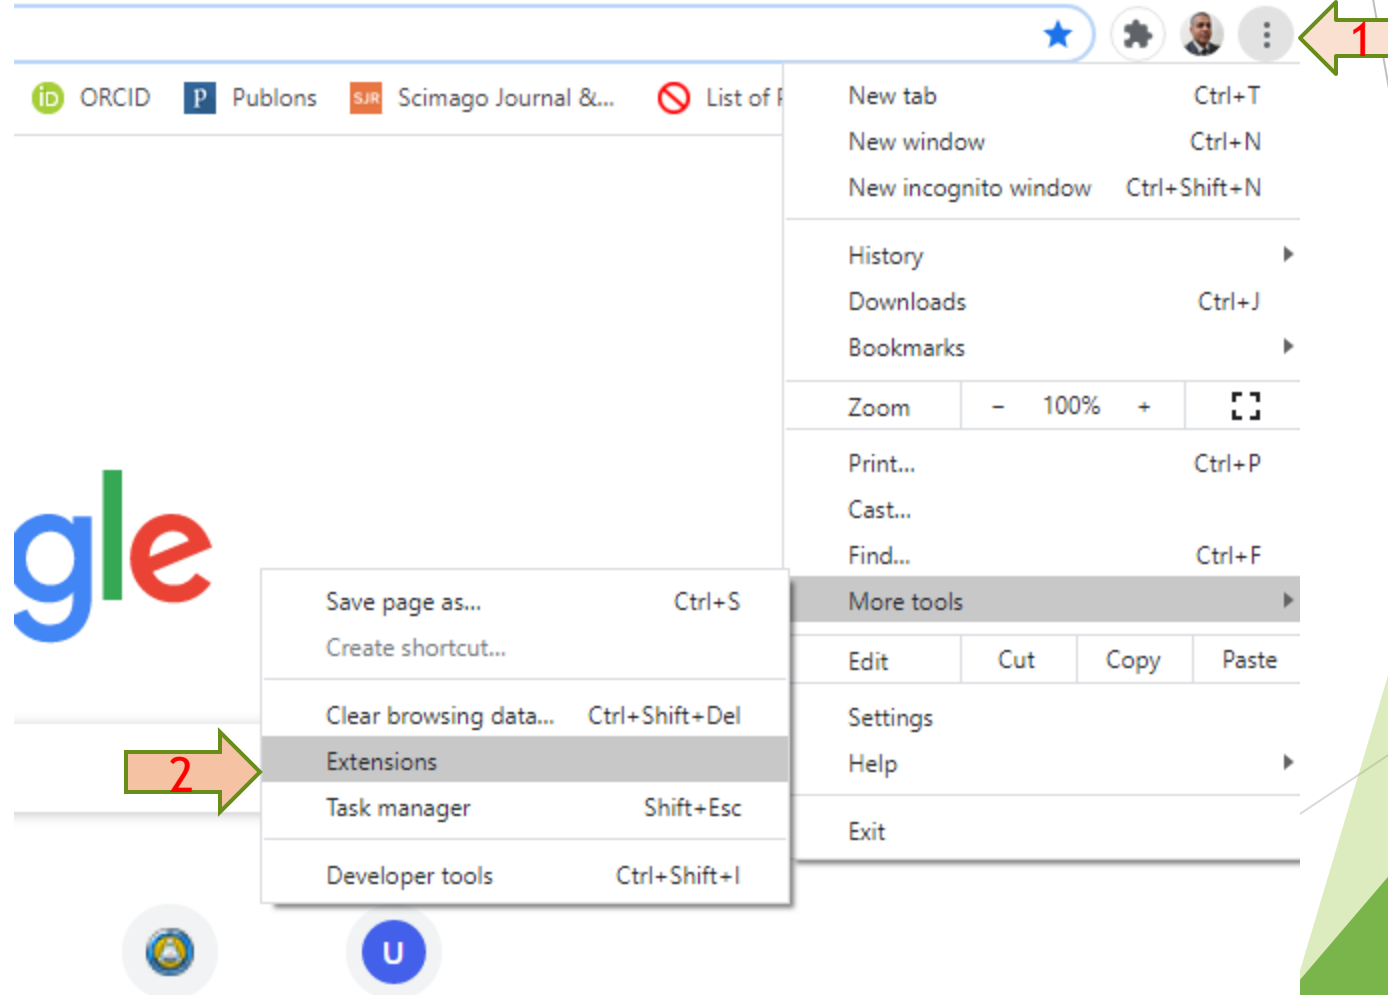 1
ORCID Publons SJR Scimago Journal &... List of
iD P
New tab Ctrl+T
New window Ctrl+N
New incognito window Ctrl+Shift+N
History
Downloads Ctrl+J
Bookmarks
Zoom - 100% +
Print... Ctrl+P
Cast...
Find... Ctrl+F
More tools
Edit Cut Copy Paste
Settings
Help
Exit
gle
Save page as... Ctrl+S
Create shortcut...
Clear browsing data... Ctrl+Shift+Del
2
Extensions
Task manager Shift+Esc
Developer tools Ctrl+Shift+I
U